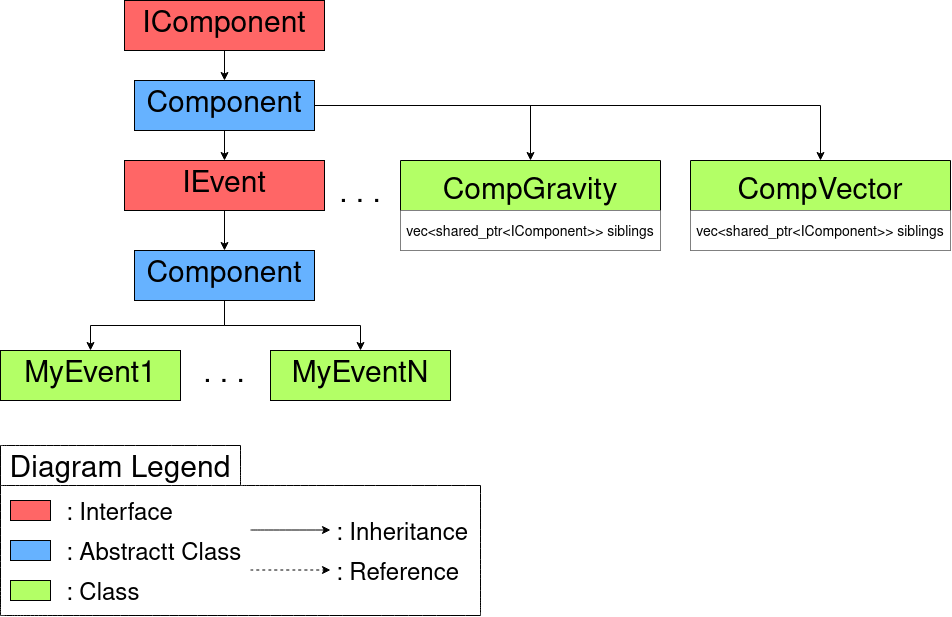 IComponent
Component
IEvent
. . .
CompGravity
CompVector
vec<shared_ptr<IComponent>> siblings
vec<shared_ptr<IComponent>> siblings
Component
MyEvent1
. . .
MyEventN
Diagram Legend
: Interface
: Abstractt Class
: Class
: Inheritance
: Reference